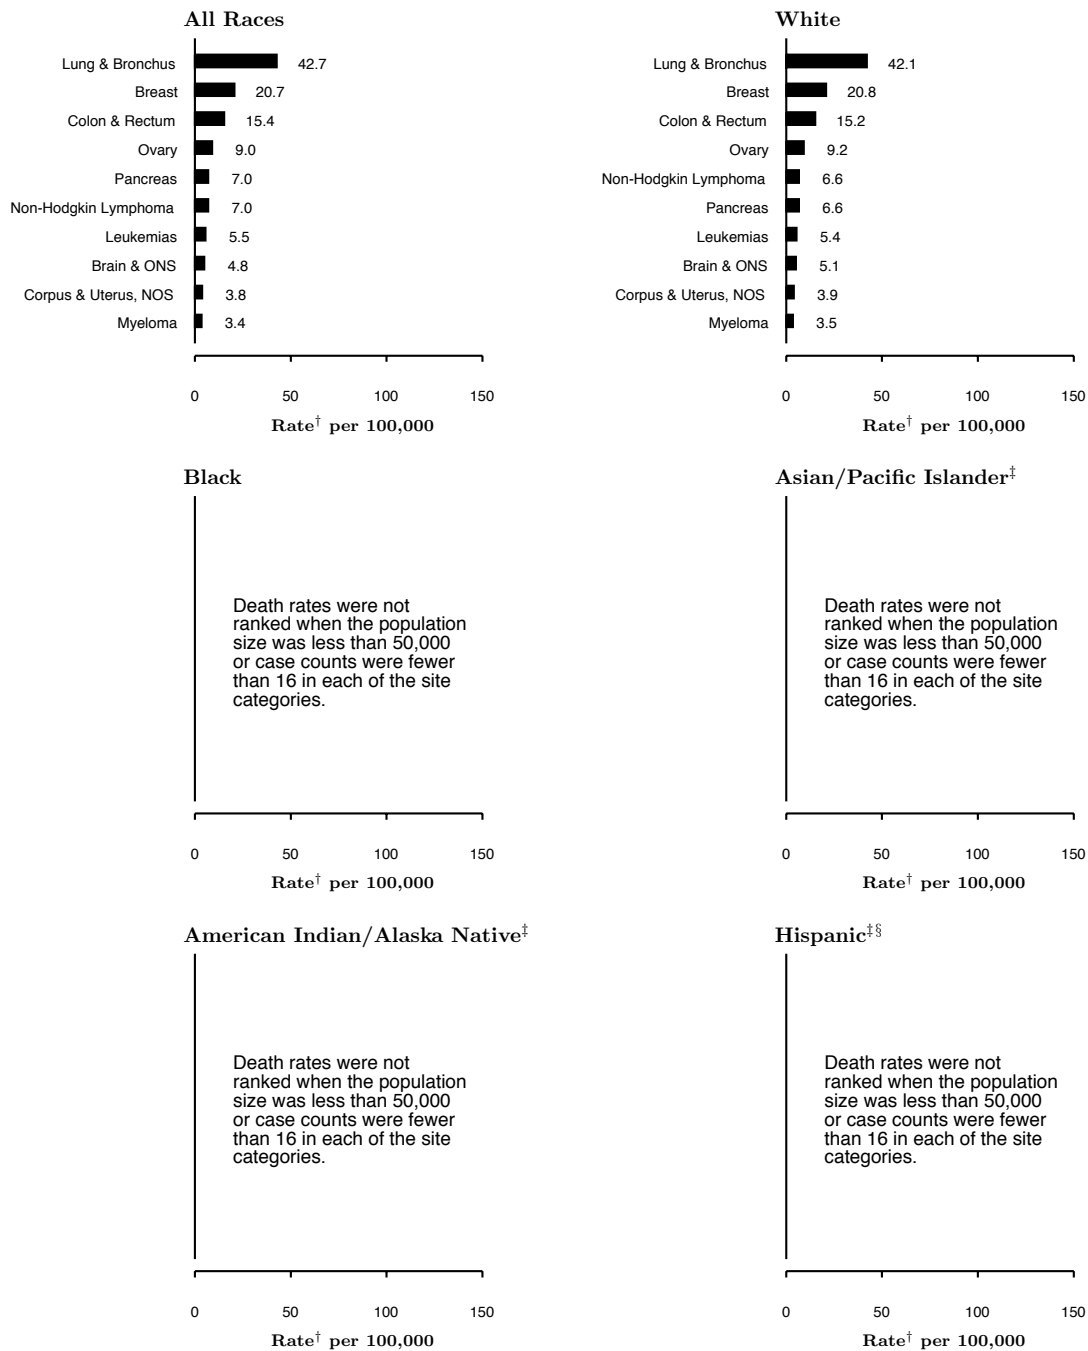 All Races
Lung & Bronchus 42.7
Breast 20.7
Colon & Rectum 15.4
Ovary 9.0
Pancreas 7.0
Non-Hodgkin Lymphoma 7.0
Leukemias 5.5
Brain & ONS 4.8
Corpus & Uterus, NOS 3.8
Myeloma 3.4
0 50 100 150
Rate† per 100,000
White
Lung & Bronchus 42.1
Breast 20.8
Colon & Rectum 15.2
Ovary 9.2
Non-Hodgkin Lymphoma 6.6
Pancreas 6.6
Leukemias 5.4
Brain & ONS 5.1
Corpus & Uterus, NOS 3.9
Myeloma 3.5
0 50 100 150
Rate† per 100,000
Black
Death rates were not
ranked when the population
size was less than 50,000
or case counts were fewer
than 16 in each of the site
categories.
0 50 100 150
Rate† per 100,000
Asian/Pacific Islander‡
Death rates were not
ranked when the population
size was less than 50,000
or case counts were fewer
than 16 in each of the site
categories.
0 50 100 150
Rate† per 100,000
American Indian/Alaska Native‡
Death rates were not
ranked when the population
size was less than 50,000
or case counts were fewer
than 16 in each of the site
categories.
0 50 100 150
Rate† per 100,000
Hispanic‡§
Death rates were not
ranked when the population
size was less than 50,000
or case counts were fewer
than 16 in each of the site
categories.
0 50 100 150
Rate† per 100,000